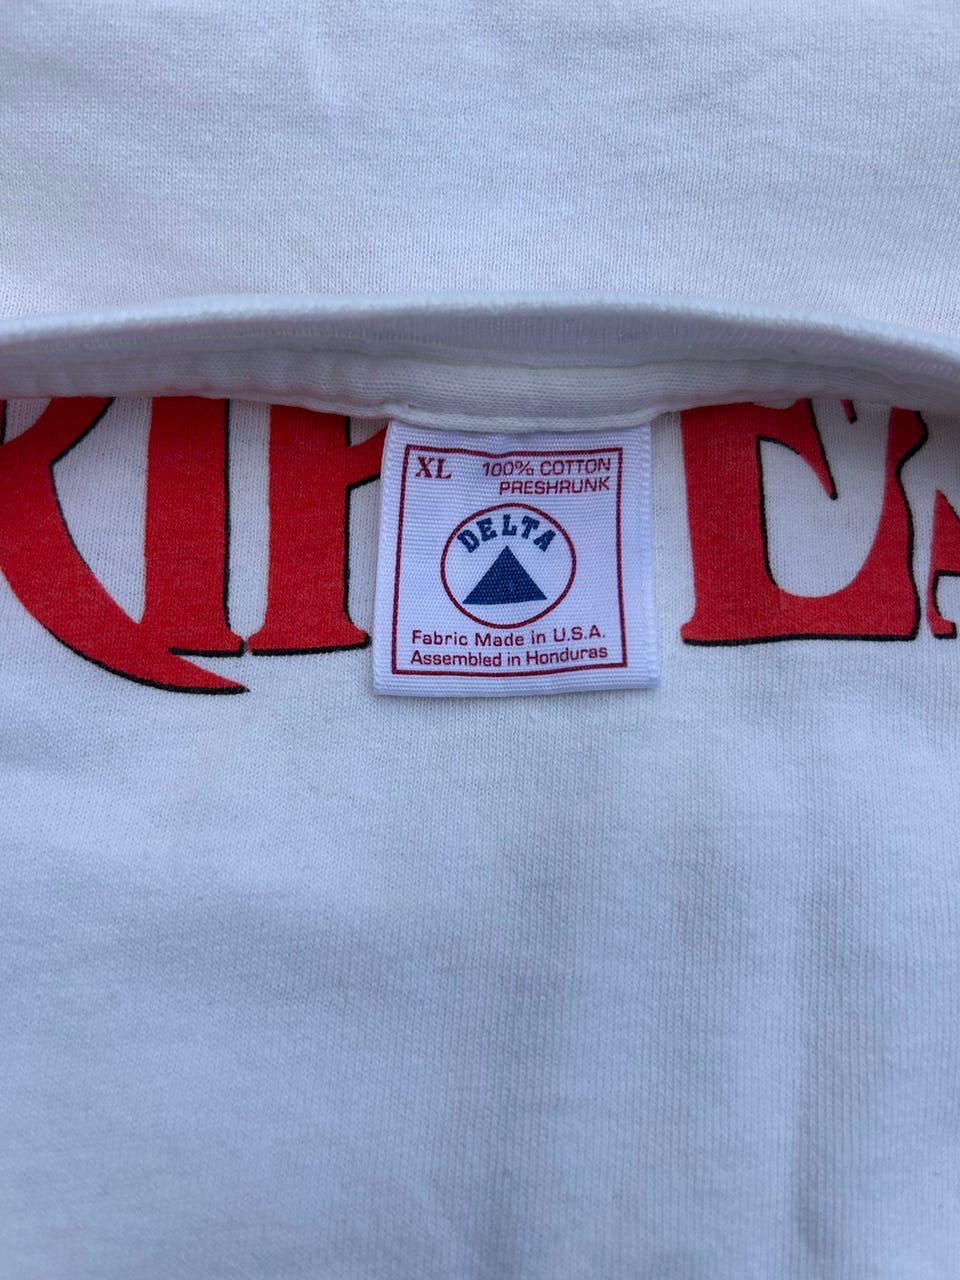 XL 100% COTTON
PRESHRUNK
DELTA
Fabric Made in U.S.A.
Assembled in Honduras